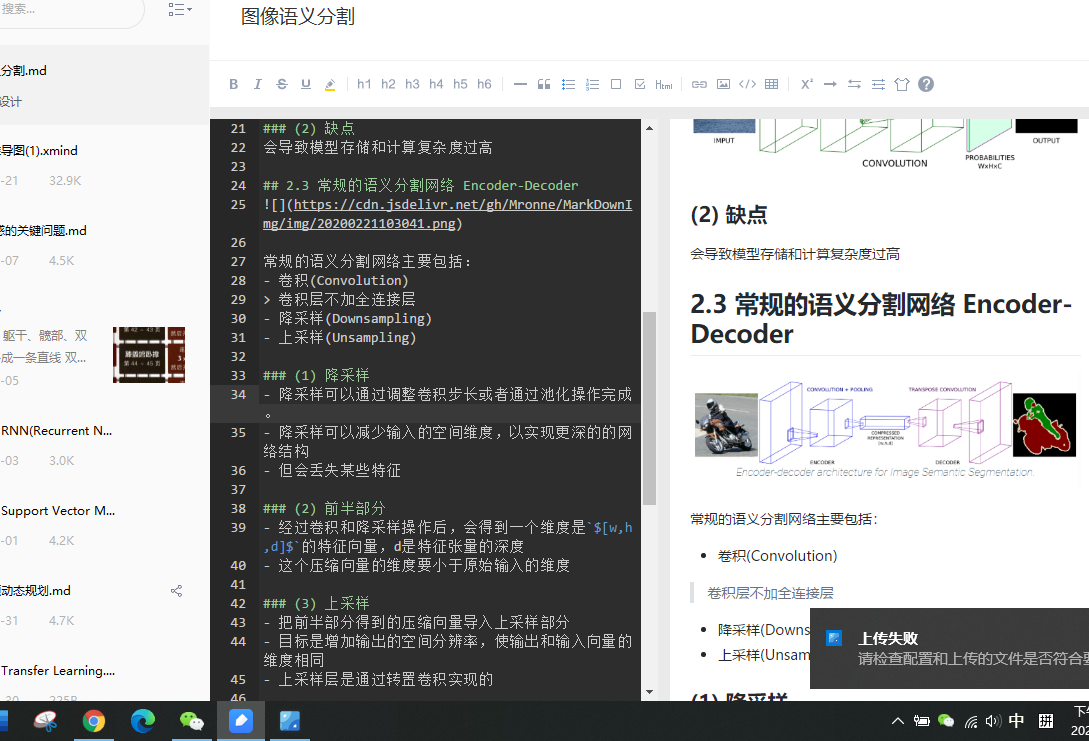 搜索...
图像语义分割
分割.md
设计
导图(1).xmind
-21 32.9K
的关键问题.md
-07 4.5K
躯干、髋部、双
成一条直线 双...
-05
第 42 – 43 页
第 44 – 45 页
RNN(Recurrent N...
-03 3.0K
Support Vector M...
-01 4.2K
动态规划.md
-31 4.7K
Transfer Learning....
B I S U h1 h2 h3 h4 h5 h6 Html X² ?
21 ### (2) 缺点
22 会导致模型存储和计算复杂度过高
23
24 ## 2.3 常规的语义分割网络 Encoder-Decoder
25 ![](https://cdn.jsdelivr.net/gh/Mronne/MarkDownI
mg/img/20200221103041.png)
26
27 常规的语义分割网络主要包括：
28 - 卷积(Convolution)
29 > 卷积层不加全连接层
30 - 降采样(Downsampling)
31 - 上采样(Unsampling)
32
33 ### (1) 降采样
34 - 降采样可以通过调整卷积步长或者通过池化操作完成
。
35 - 降采样可以减少输入的空间维度，以实现更深的的网
络结构
36 - 但会丢失某些特征
37
38 ### (2) 前半部分
39 - 经过卷积和降采样操作后，会得到一个维度是`$[w,h
,d]$`的特征向量，d是特征张量的深度
40 - 这个压缩向量的维度要小于原始输入的维度
41
42 ### (3) 上采样
43 - 把前半部分得到的压缩向量导入上采样部分
44 - 目标是增加输出的空间分辨率，使输出和输入向量的
维度相同
45 - 上采样层是通过转置卷积实现的
46
IMPUT
CONVOLUTION
PROBABILITIES
WxHxC
OUTPUT
(2) 缺点
会导致模型存储和计算复杂度过高
2.3 常规的语义分割网络 Encoder-
Decoder
CONVOLUTION + POOLING
TRANSPOSE CONVOLUTION
COMPRESSED
REPRESENTATION
[w,h,d]
ENCODER
DECODER
Encoder-decoder architecture for Image Semantic Segmentation.
常规的语义分割网络主要包括：
• 卷积(Convolution)
卷积层不加全连接层
• 降采样(Downs
• 上采样(Unsam
(1) 降采样
上传失败
请检查配置和上传的文件是否符合要
中 拼
下午
202